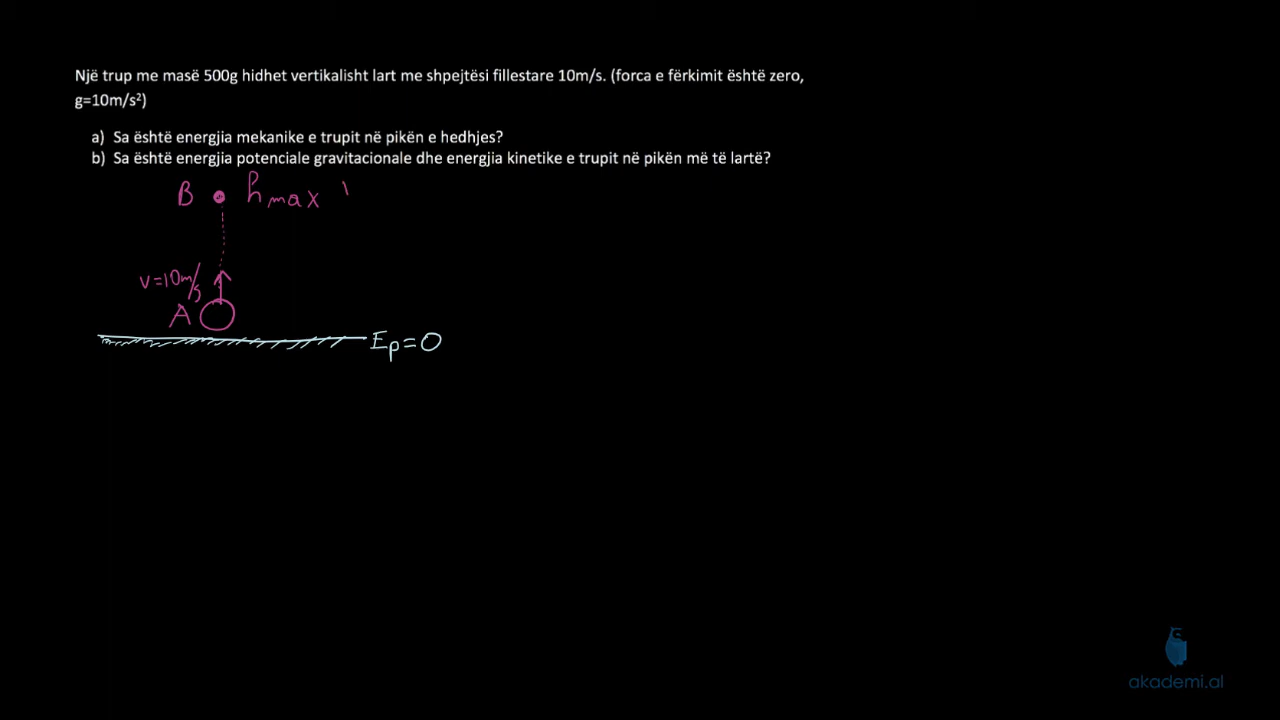 Një trup me masë 500g hidhet vertikalisht lart me shpejtësi fillestare 10m/s. (forca e fërkimit është zero,
g=10m/s²)
a) Sa është energjia mekanike e trupit në pikën e hedhjes?
b) Sa është energjia potenciale gravitacionale dhe energjia kinetike e trupit në pikën më të lartë?
B h max
v=10m/s
A
Ep=0
akademi.al